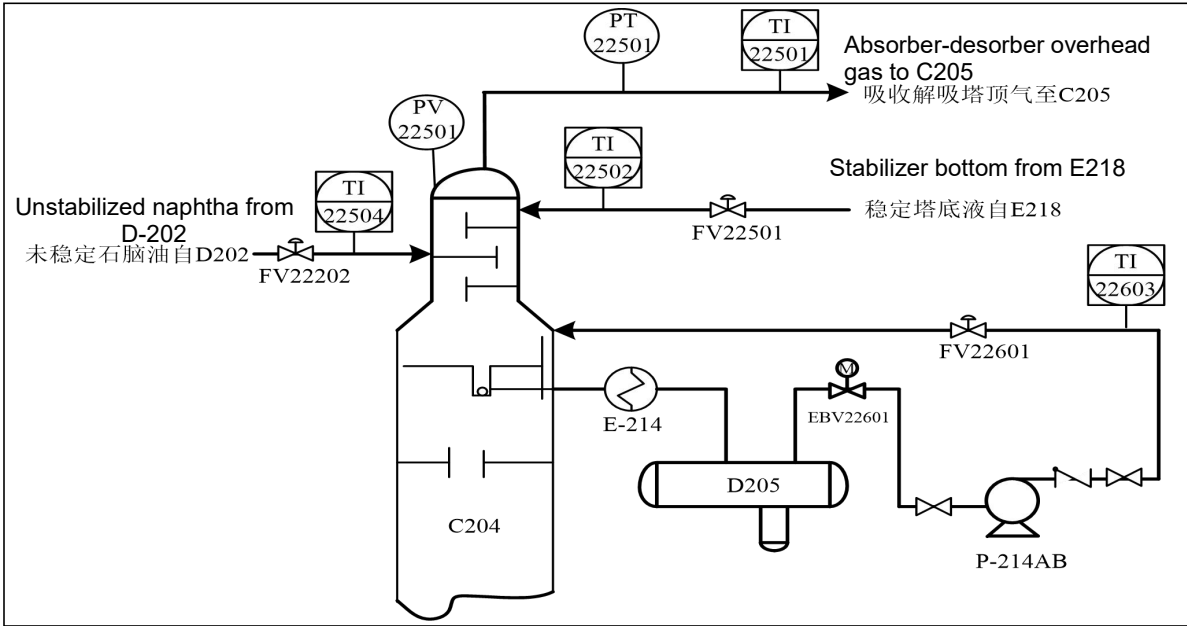 PT
22501
TI
22501
Absorber-desorber overhead
gas to C205
吸收解吸塔顶气至C205
PV
22501
TI
22502
Stabilizer bottom from E218
稳定塔底液自E218
FV22501
Unstabilized naphtha from
D-202
未稳定石脑油自D202
TI
22504
FV22202
TI
22603
FV22601
E-214
M
EBV22601
D205
C204
P-214AB